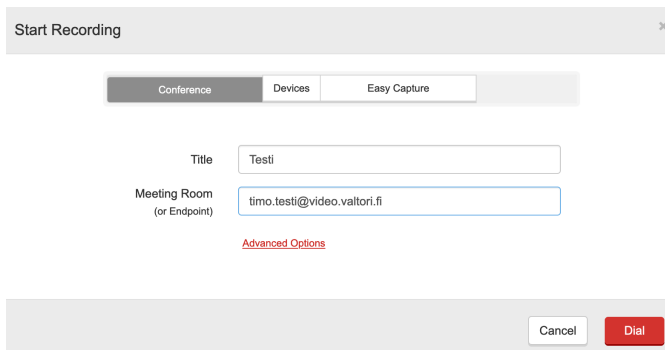 Start Recording
Conference Devices Easy Capture
Title Testi
Meeting Room timo.testi@video.valtori.fi
(or Endpoint)
Advanced Options
Cancel Dial